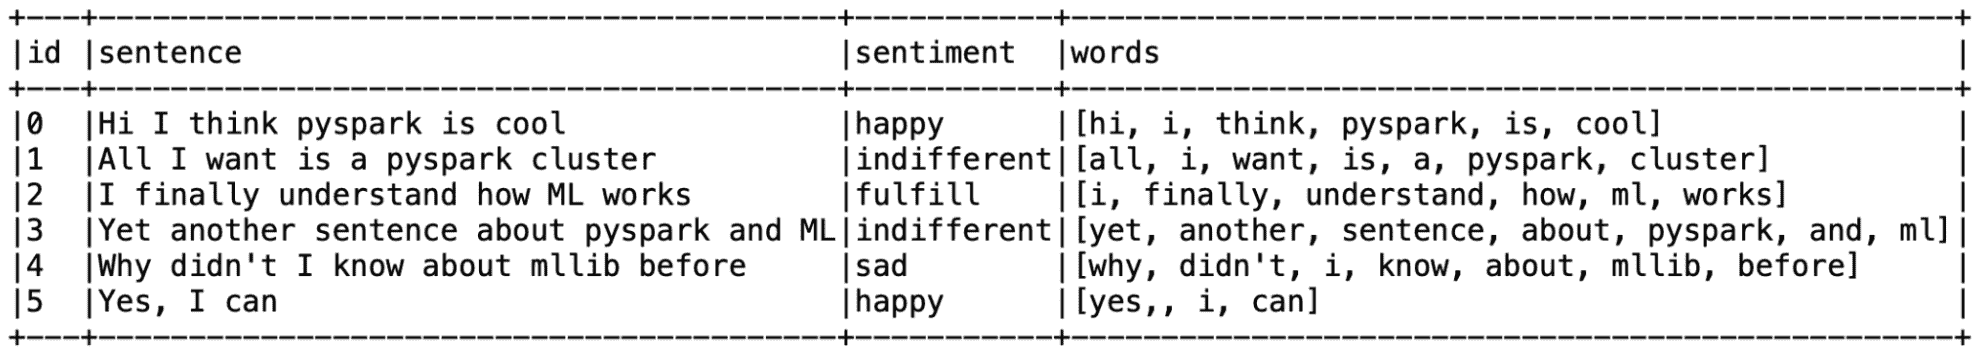 +---+-----------------------------------------+-----------+-------------------------------------------------+
|id |sentence                                 |sentiment  |words                                            |
+---+-----------------------------------------+-----------+-------------------------------------------------+
|0  |Hi I think pyspark is cool               |happy      |[hi, i, think, pyspark, is, cool]                |
|1  |All I want is a pyspark cluster          |indifferent|[all, i, want, is, a, pyspark, cluster]          |
|2  |I finally understand how ML works        |fulfill    |[i, finally, understand, how, ml, works]         |
|3  |Yet another sentence about pyspark and ML|indifferent|[yet, another, sentence, about, pyspark, and, ml]|
|4  |Why didn't I know about mllib before     |sad        |[why, didn't, i, know, about, mllib, before]     |
|5  |Yes, I can                               |happy      |[yes,, i, can]                                   |
+---+-----------------------------------------+-----------+-------------------------------------------------+